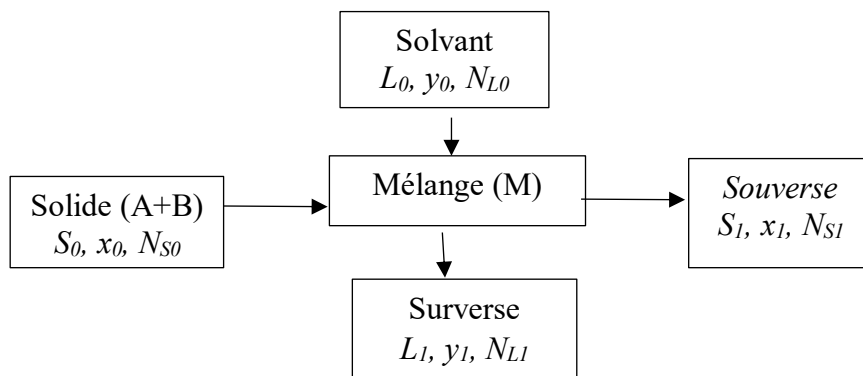 Solvant
L0, y0, NL0
Solide (A+B)
S0, x0, NS0
Mélange (M)
Souverse
S1, x1, NS1
Surverse
L1, y1, NL1